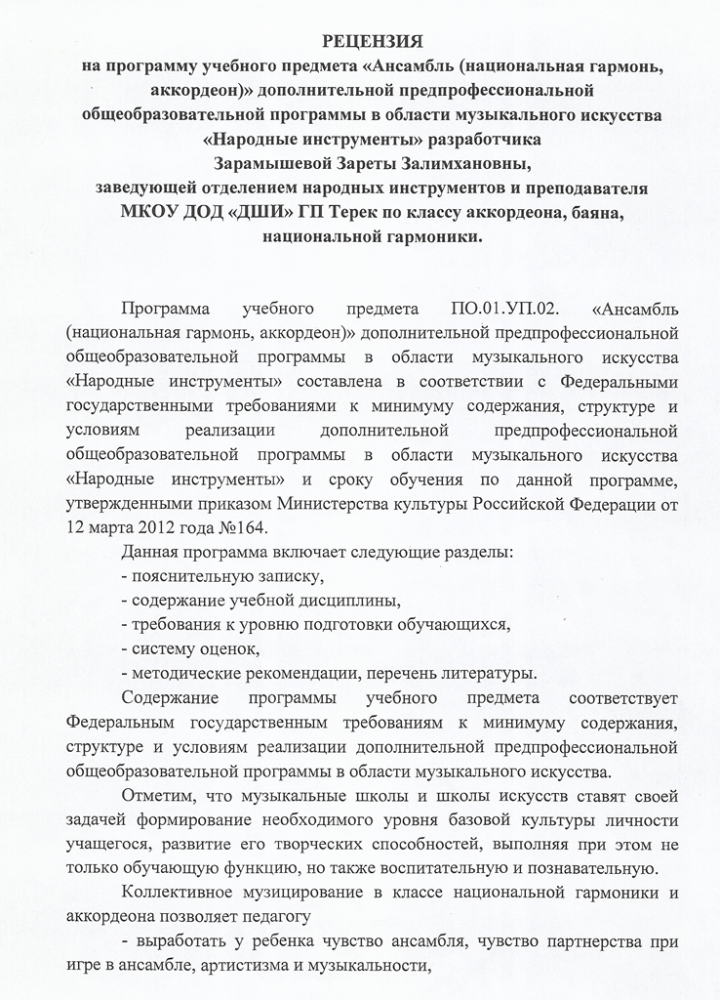 РЕЦЕНЗИЯ
на программу учебного предмета «Ансамбль (национальная гармонь,
аккордеон)» дополнительной предпрофессиональной
общеобразовательной программы в области музыкального искусства
«Народные инструменты» разработчика
Зарамышевой Зареты Залимхановны,
заведующей отделением народных инструментов и преподавателя
МКОУ ДОД «ДШИ» ГП Терек по классу аккордеона, баяна,
национальной гармоники.
Программа учебного предмета ПО.01.УП.02. «Ансамбль
(национальная гармонь, аккордеон)» дополнительной предпрофессиональной
общеобразовательной программы в области музыкального искусства
«Народные инструменты» составлена в соответствии с Федеральными
государственными требованиями к минимуму содержания, структуре и
условиям реализации дополнительной предпрофессиональной
общеобразовательной программы в области музыкального искусства
«Народные инструменты» и сроку обучения по данной программе,
утвержденными приказом Министерства культуры Российской Федерации от
12 марта 2012 года №164.
Данная программа включает следующие разделы:
- пояснительную записку,
- содержание учебной дисциплины,
- требования к уровню подготовки обучающихся,
- систему оценок,
- методические рекомендации, перечень литературы.
Содержание программы учебного предмета соответствует
Федеральным государственным требованиям к минимуму содержания,
структуре и условиям реализации дополнительной предпрофессиональной
общеобразовательной программы в области музыкального искусства.
Отметим, что музыкальные школы и школы искусств ставят своей
задачей формирование необходимого уровня базовой культуры личности
учащегося, развитие его творческих способностей, выполняя при этом не
только обучающую функцию, но также воспитательную и познавательную.
Коллективное музицирование в классе национальной гармоники и
аккордеона позволяет педагогу
- выработать у ребенка чувство ансамбля, чувство партнерства при
игре в ансамбле, артистизма и музыкальности,